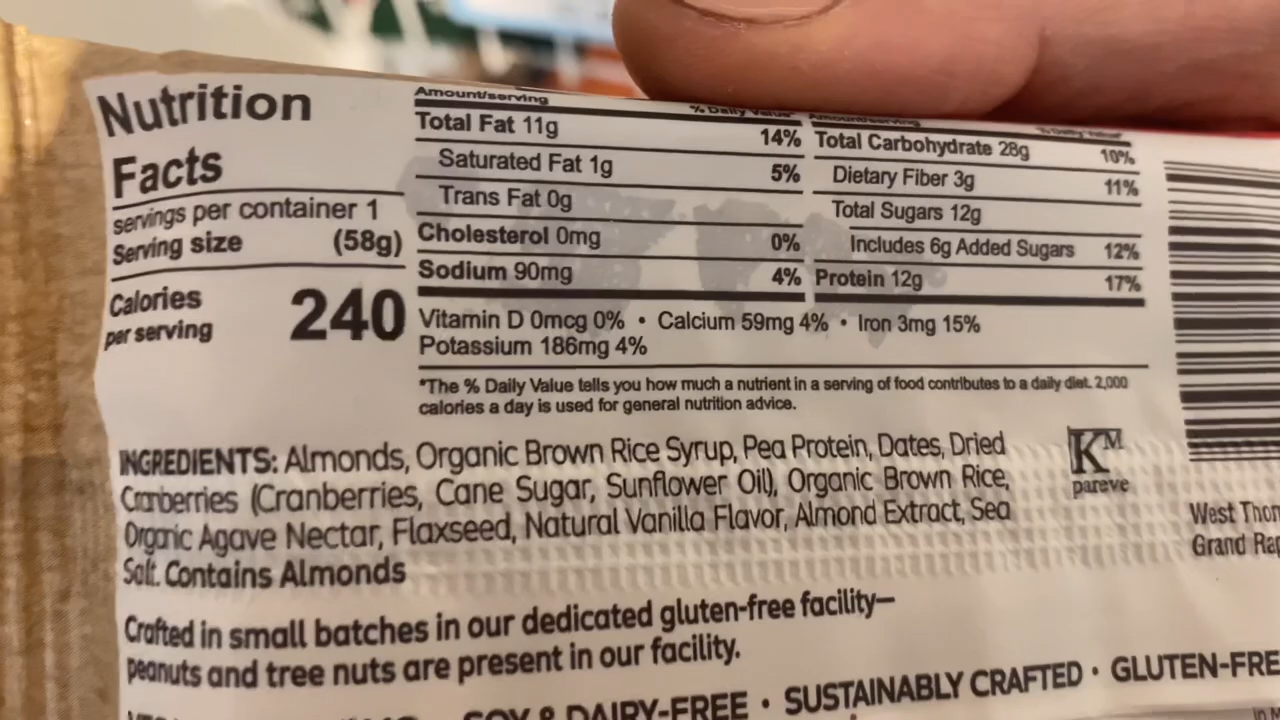 Nutrition
Facts
servings per container 1
Serving size (58g)
Calories
per serving 240
Amount/serving % Daily Value*
Total Fat 11g 14%
Saturated Fat 1g 5%
Trans Fat 0g
Cholesterol 0mg 0%
Sodium 90mg 4%
Amount/serving % Daily Value*
Total Carbohydrate 28g 10%
Dietary Fiber 3g 11%
Total Sugars 12g
Includes 6g Added Sugars 12%
Protein 12g 17%
Vitamin D 0mcg 0% • Calcium 59mg 4% • Iron 3mg 15%
Potassium 186mg 4%
*The % Daily Value tells you how much a nutrient in a serving of food contributes to a daily diet. 2,000
calories a day is used for general nutrition advice.
INGREDIENTS: Almonds, Organic Brown Rice Syrup, Pea Protein, Dates, Dried
Cranberries (Cranberries, Cane Sugar, Sunflower Oil), Organic Brown Rice,
Organic Agave Nectar, Flaxseed, Natural Vanilla Flavor, Almond Extract, Sea
Salt. Contains Almonds
KM
pareve
West Thor
Grand Rap
Crafted in small batches in our dedicated gluten-free facility—
peanuts and tree nuts are present in our facility.
SOY & DAIRY-FREE • SUSTAINABLY CRAFTED • GLUTEN-FRE